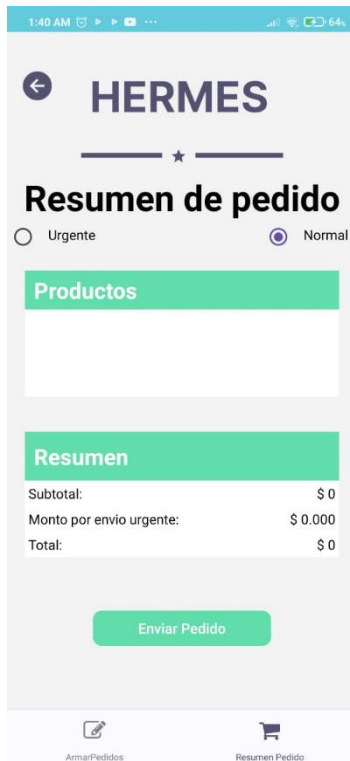 1:40 AM ... 64%
HERMES
Resumen de pedido
Urgente Normal
Productos
Resumen
Subtotal: $ 0
Monto por envio urgente: $ 0.000
Total: $ 0
Enviar Pedido
ArmarPedidos Resumen Pedido